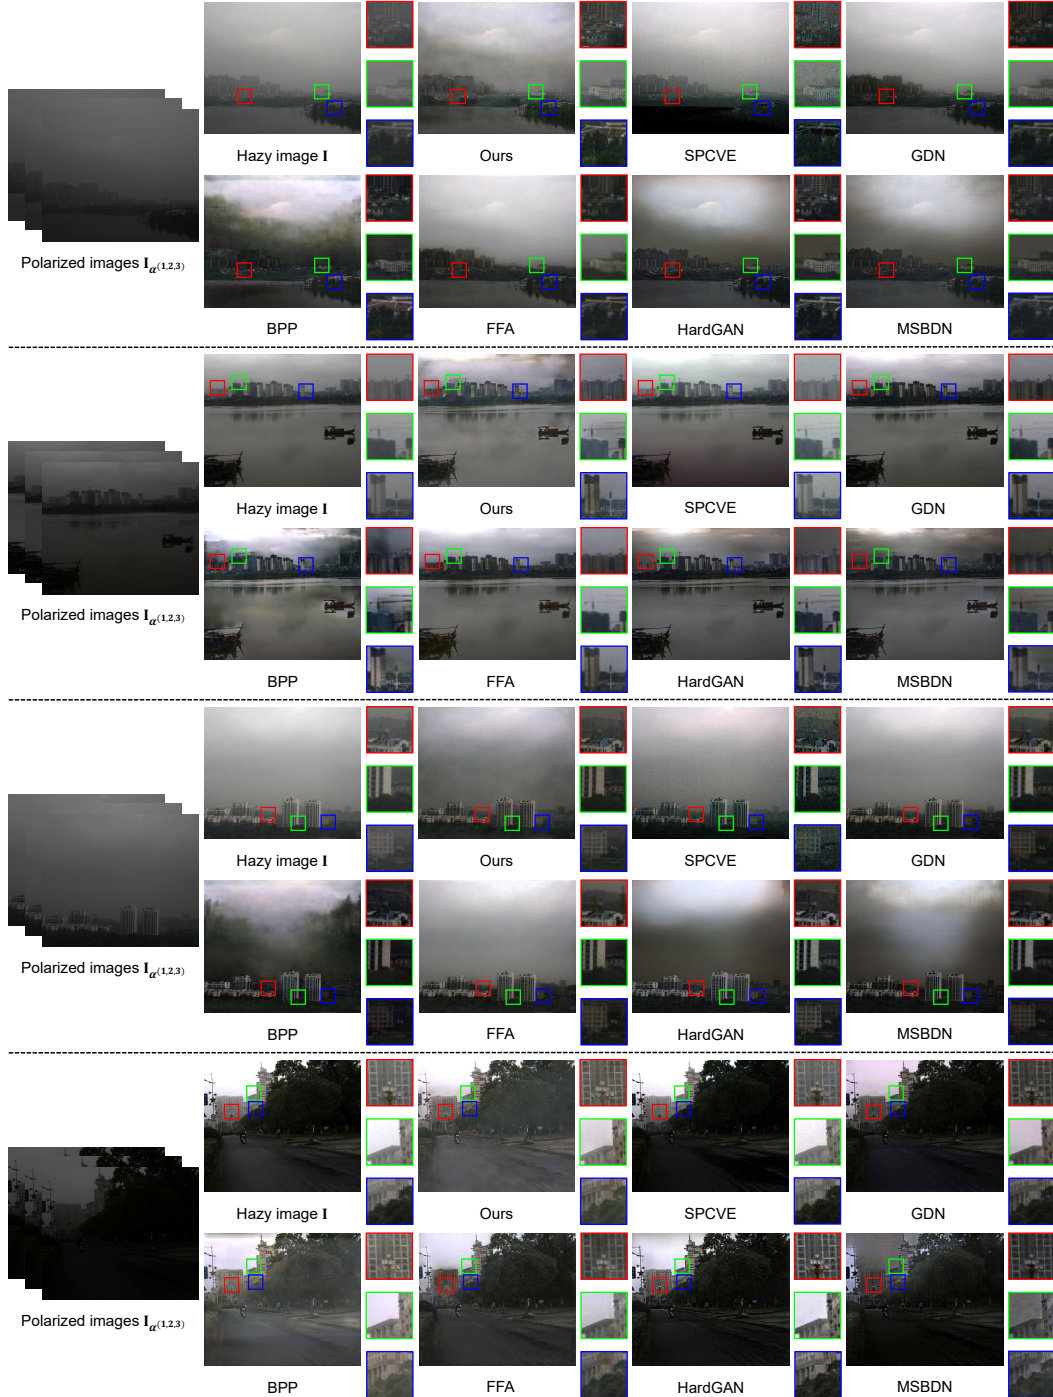 Hazy image I
Ours
SPCVE
GDN
Polarized images I_α(1,2,3)
BPP
FFA
HardGAN
MSBDN
Hazy image I
Ours
SPCVE
GDN
Polarized images I_α(1,2,3)
BPP
FFA
HardGAN
MSBDN
Hazy image I
Ours
SPCVE
GDN
Polarized images I_α(1,2,3)
BPP
FFA
HardGAN
MSBDN
Hazy image I
Ours
SPCVE
GDN
Polarized images I_α(1,2,3)
BPP
FFA
HardGAN
MSBDN